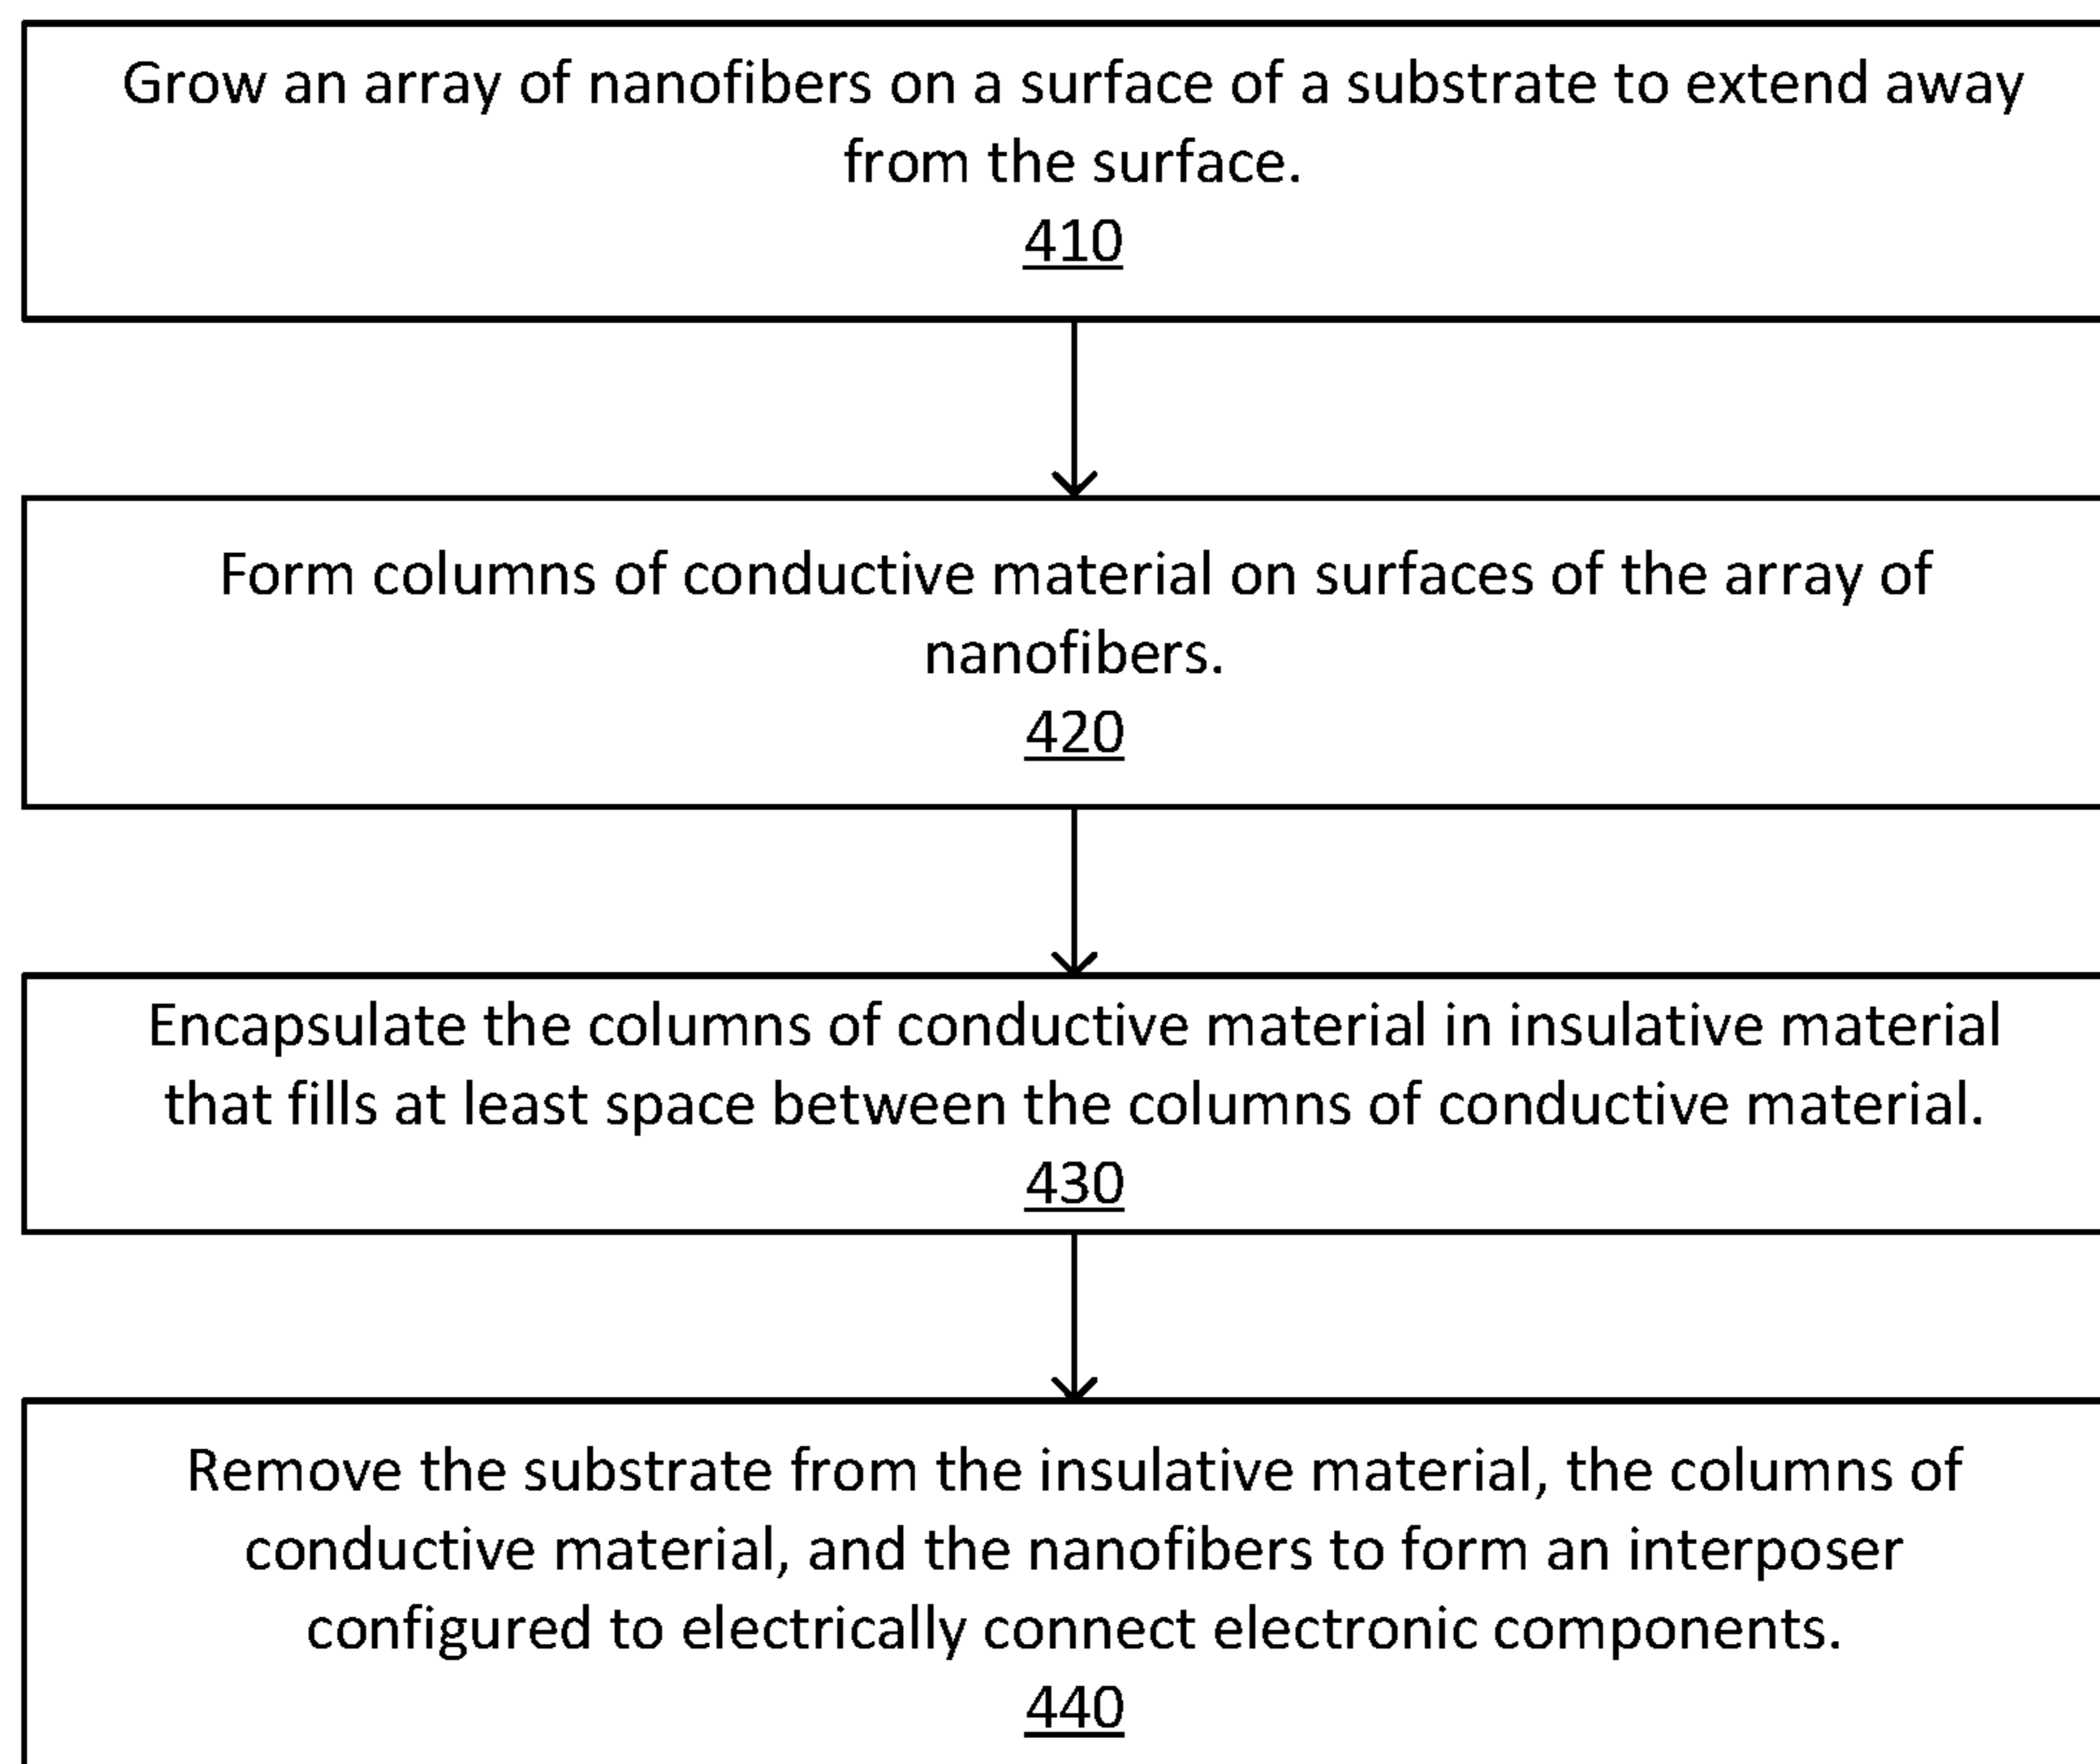 Grow an array of nanofibers on a surface of a substrate to extend away
from the surface.
410
Form columns of conductive material on surfaces of the array of
nanofibers.
420
Encapsulate the columns of conductive material in insulative material
that fills at least space between the columns of conductive material.
430
Remove the substrate from the insulative material, the columns of
conductive material, and the nanofibers to form an interposer
configured to electrically connect electronic components.
440